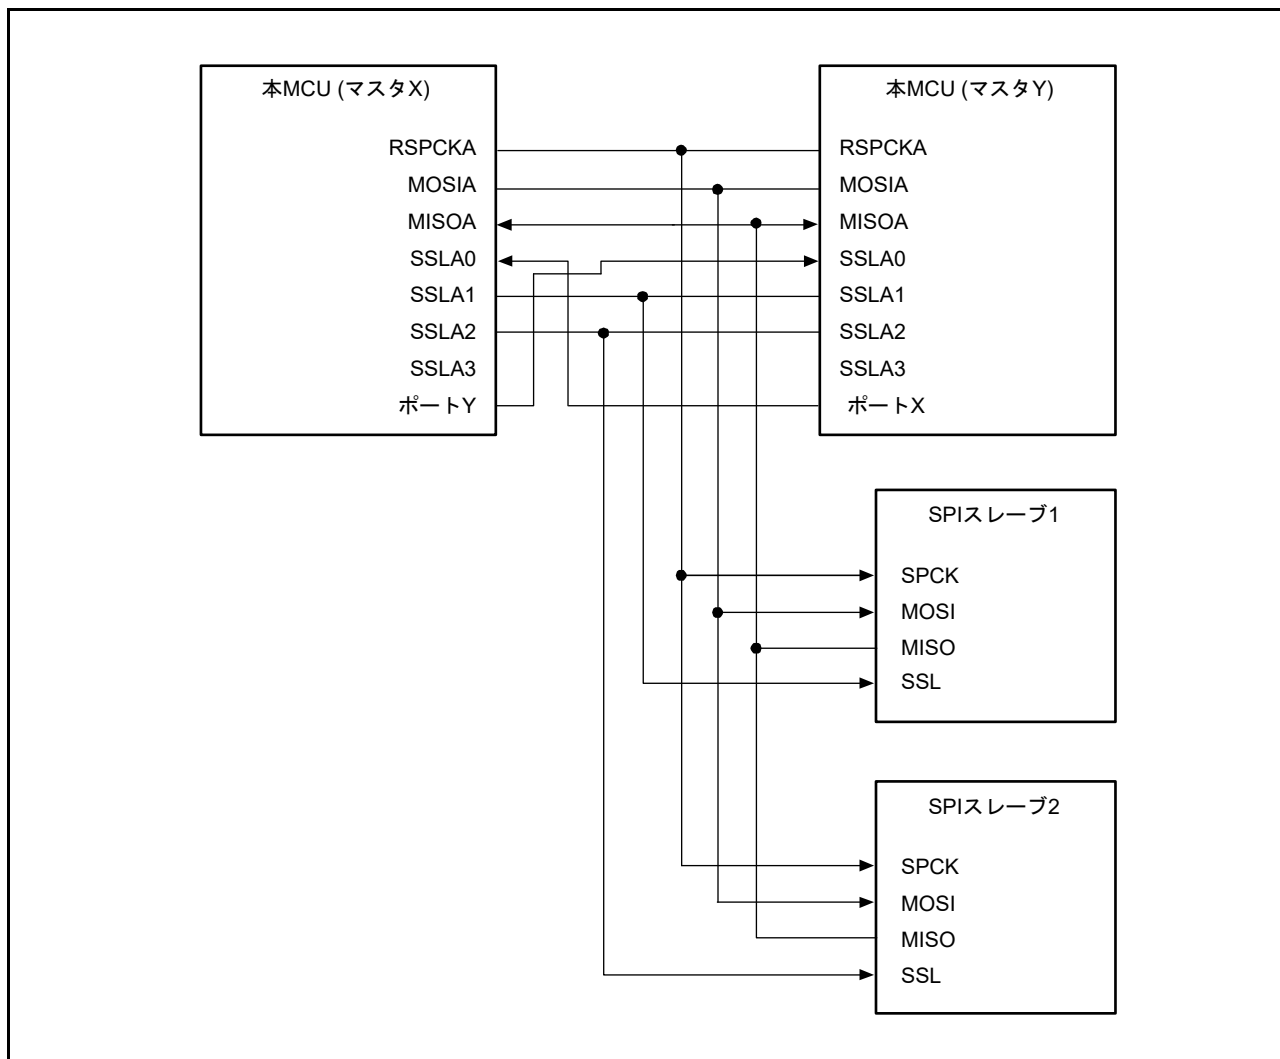 本MCU (マスタX)
RSPCKA
MOSIA
MISOA
SSLA0
SSLA1
SSLA2
SSLA3
ポートY
本MCU (マスタY)
RSPCKA
MOSIA
MISOA
SSLA0
SSLA1
SSLA2
SSLA3
ポートX
SPIスレーブ1
SPCK
MOSI
MISO
SSL
SPIスレーブ2
SPCK
MOSI
MISO
SSL